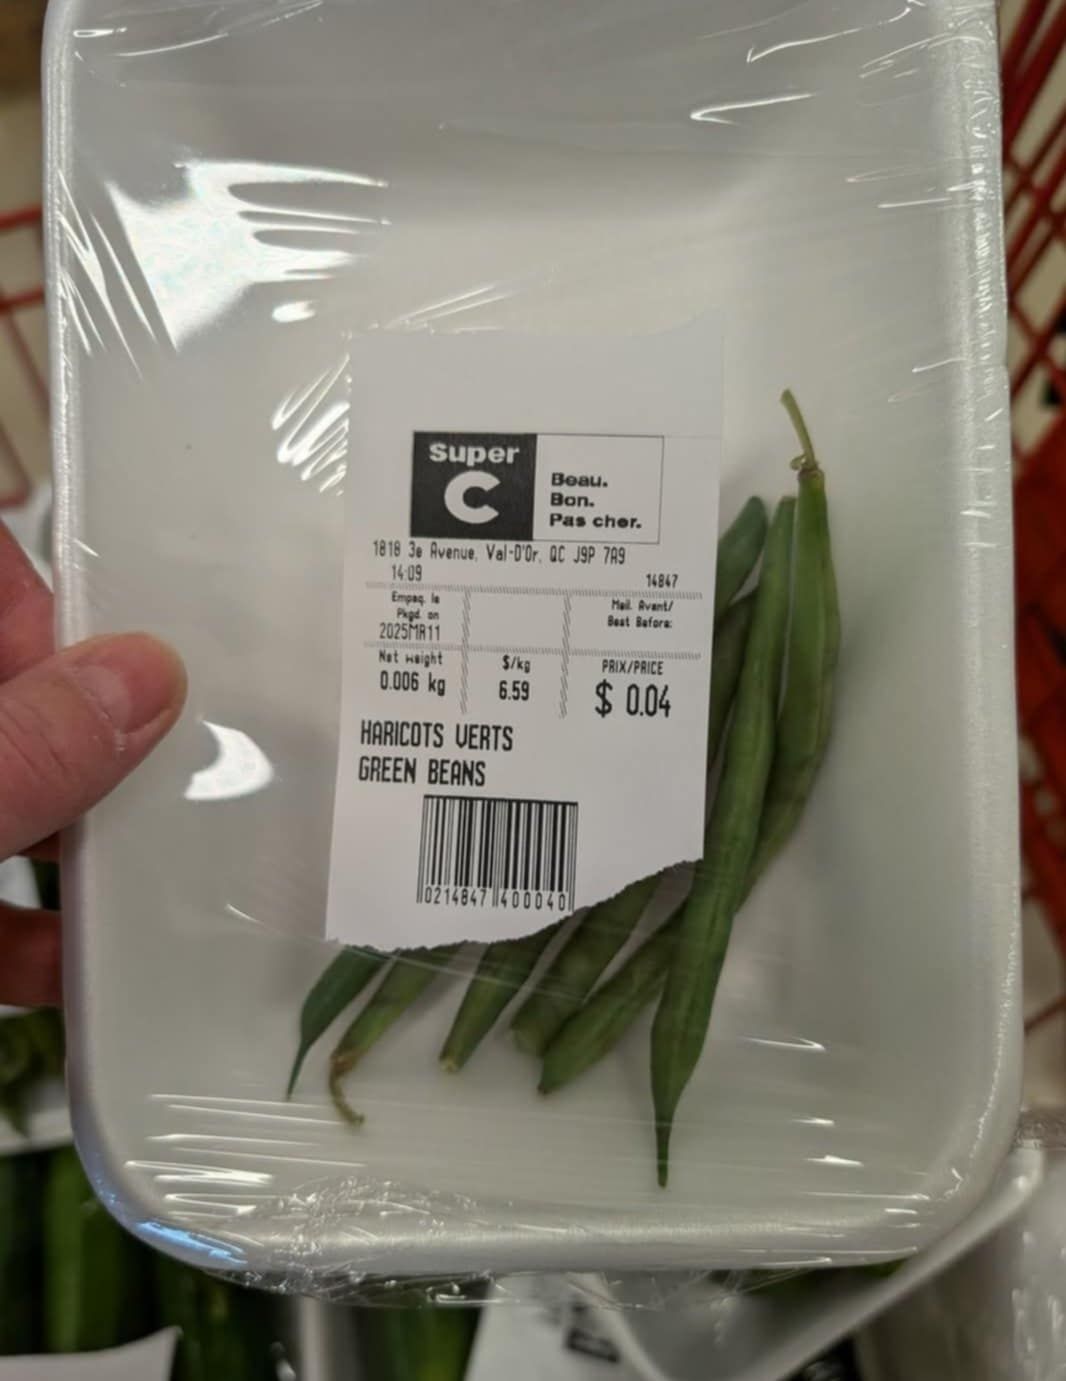 Super
C
Beau.
Bon.
Pas cher.
1818 3e Avenue, Val-D'Or, QC J9P 7A9
14:09 14847
Empaq. le
Pkgd. on
2025MR11
Meil. Avant/
Best Before:
Net weight
0.006 kg
$/kg
6.59
PRIX/PRICE
$ 0.04
HARICOTS VERTS
GREEN BEANS
0214847 400040